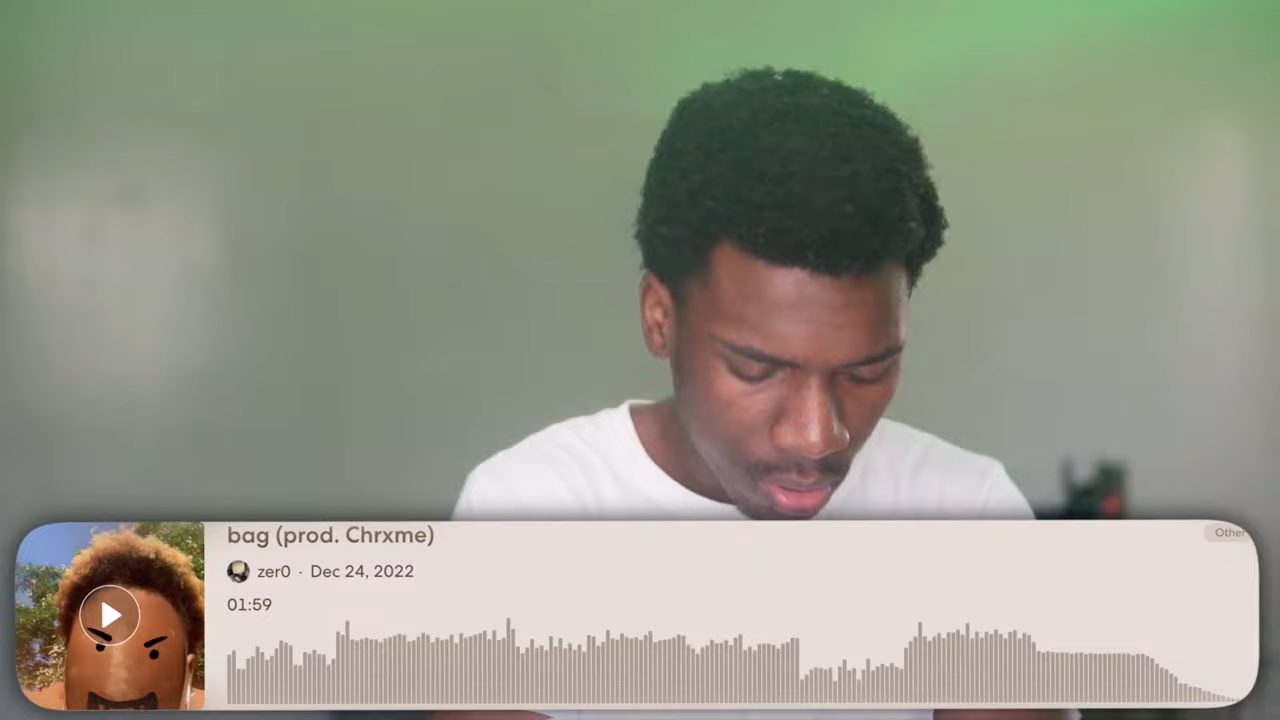 bag (prod. Chrxme)
Other
zer0 · Dec 24, 2022
01:59